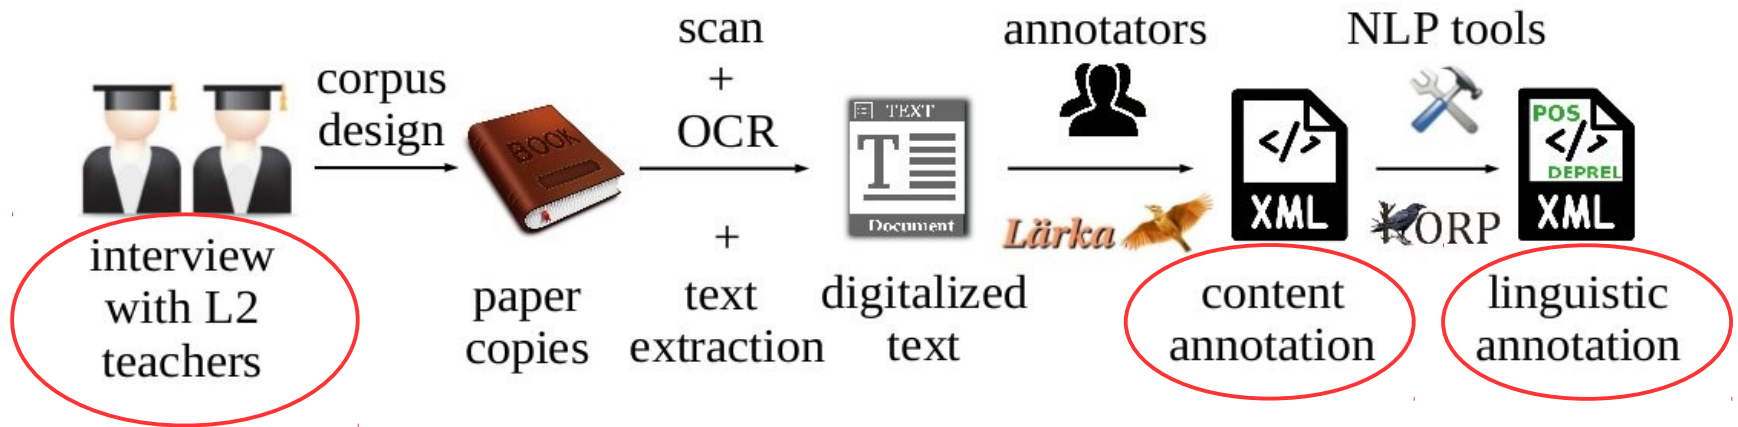 interview
with L2
teachers
corpus
design
BOOK
paper
copies
scan
+
OCR
+
text
extraction
TEXT
T
Document
digitalized
text
annotators
Lärka
</>
XML
content
annotation
NLP tools
ORP
POS
</>
DEPREL
XML
linguistic
annotation